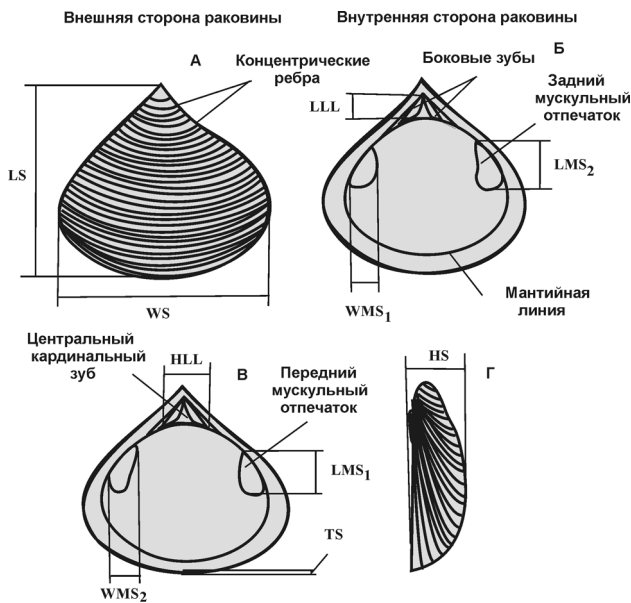 Внешняя сторона раковины
Внутренняя сторона раковины
А
Концентрические
ребра
LS
WS
Б
Боковые зубы
LLL
Задний
мускульный
отпечаток
LMS2
WMS1
Мантийная
линия
Центральный
кардинальный
зуб
HLL
В
Передний
мускульный
отпечаток
LMS1
TS
WMS2
HS
Г